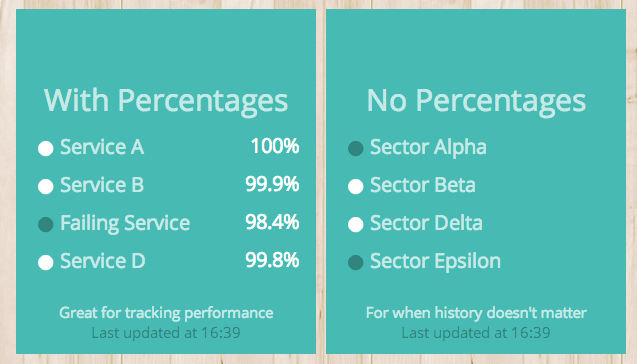 With Percentages
Service A 100%
Service B 99.9%
Failing Service 98.4%
Service D 99.8%
Great for tracking performance
Last updated at 16:39
No Percentages
Sector Alpha
Sector Beta
Sector Delta
Sector Epsilon
For when history doesn't matter
Last updated at 16:39